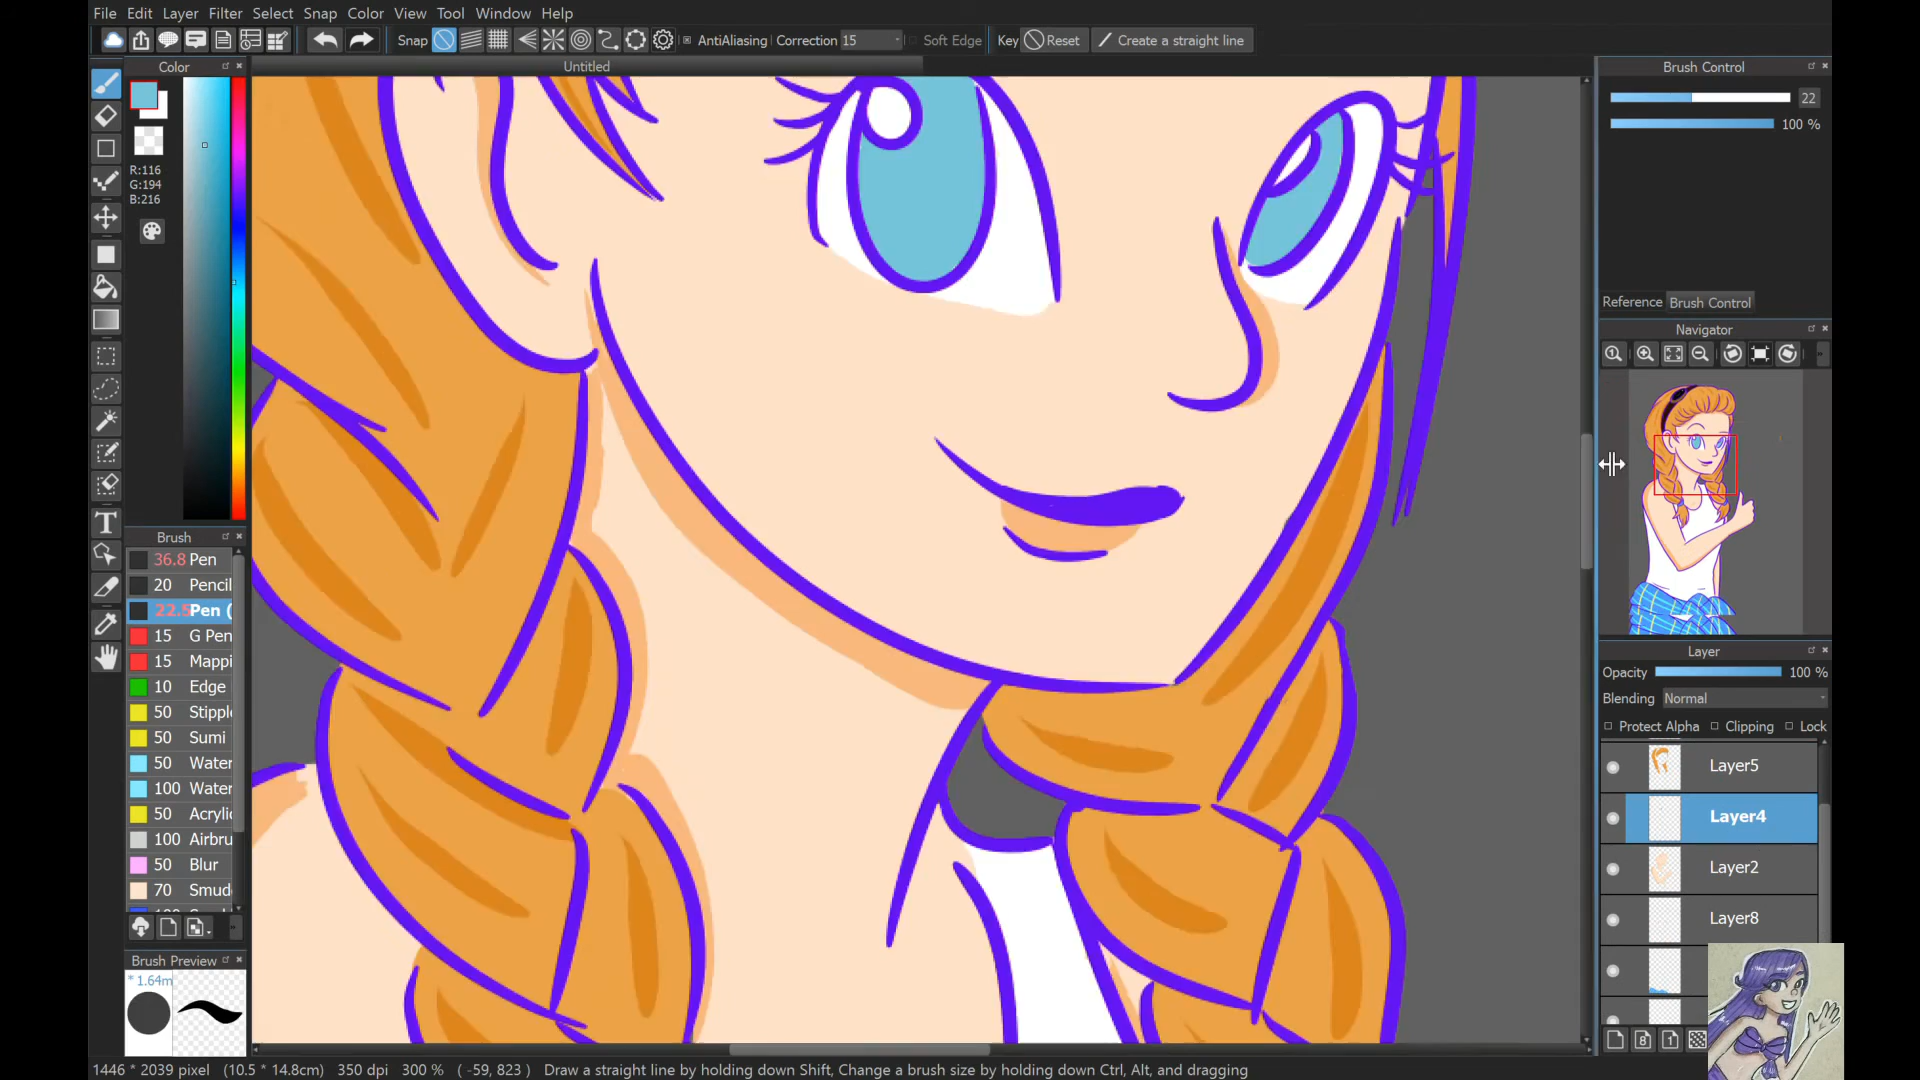 File Edit Layer Filter Select Snap Color View Tool Window Help
Snap AntiAliasing Correction 15 Soft Edge Key Reset Create a straight line
Color
Untitled
Brush Control
22
100 %
R:116
G:194
B:216
Reference Brush Control
Navigator
Brush
36.8 Pen
20 Pencil
22.5 Pen (
15 G Pen
15 Mappi
10 Edge
50 Stippl
50 Sumi
50 Water
100 Water
50 Acrylic
100 Airbru
50 Blur
70 Smud
Layer
Opacity 100 %
Blending Normal
Protect Alpha Clipping Lock
Layer5
Layer4
Layer2
Layer8
Brush Preview
* 1.64m
1446 * 2039 pixel (10.5 * 14.8cm) 350 dpi 300 % ( -59, 823 ) Draw a straight line by holding down Shift, Change a brush size by holding down Ctrl, Alt, and dragging